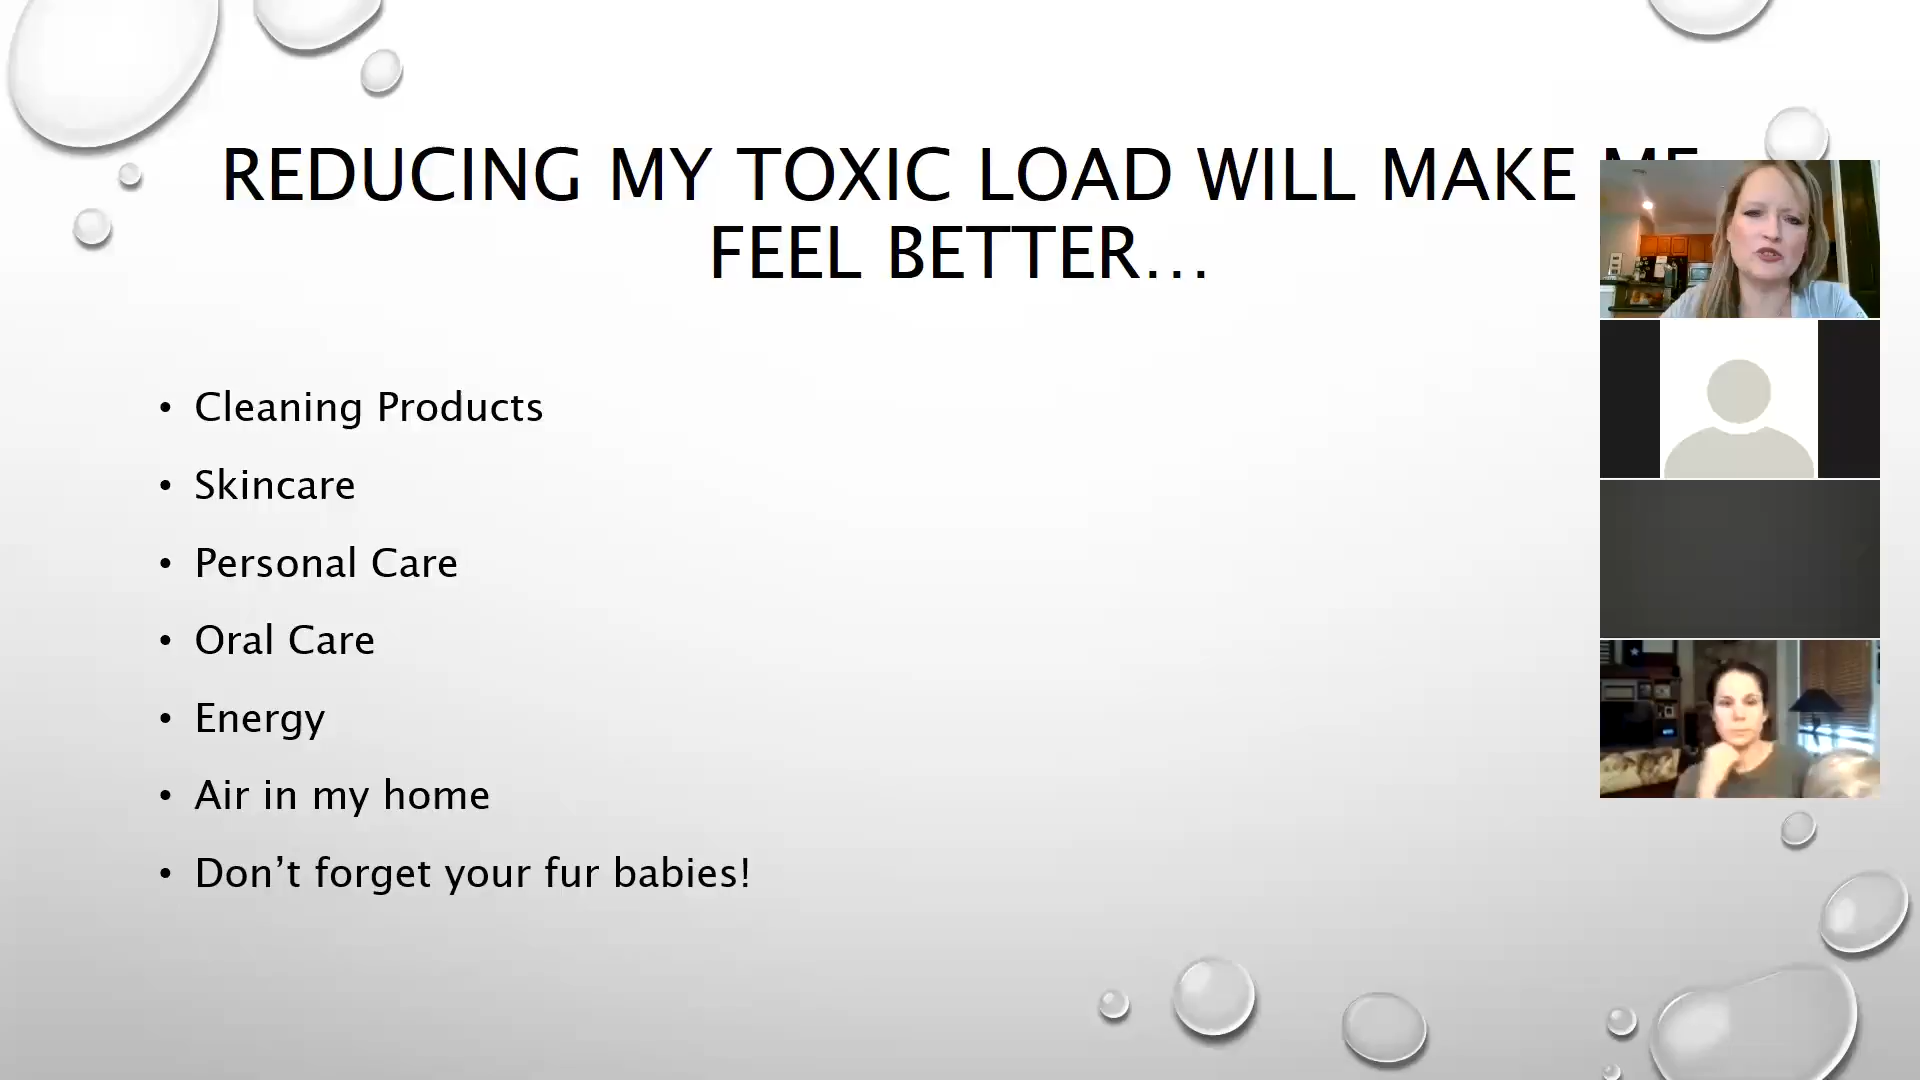 REDUCING MY TOXIC LOAD WILL MAKE ME
FEEL BETTER…
• Cleaning Products
• Skincare
• Personal Care
• Oral Care
• Energy
• Air in my home
• Don’t forget your fur babies!